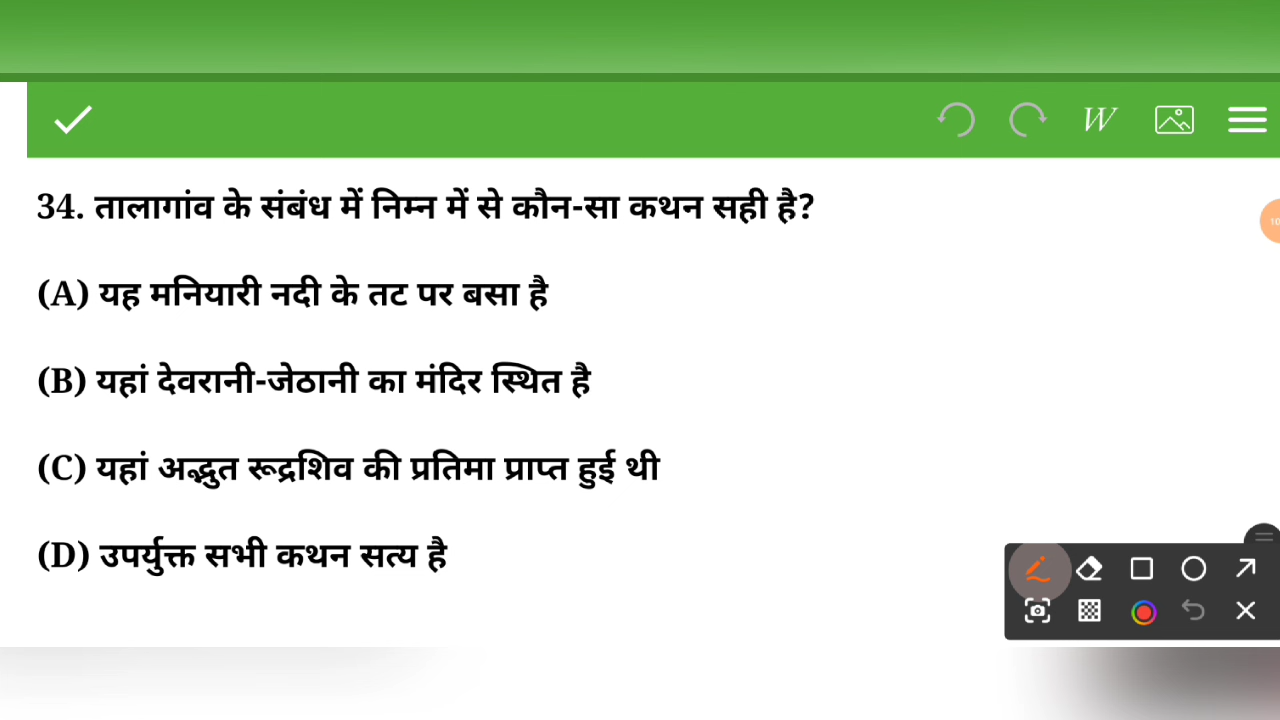 W
34. तालागांव के संबंध में निम्न में से कौन-सा कथन सही है?
10
(A) यह मनियारी नदी के तट पर बसा है
(B) यहां देवरानी-जेठानी का मंदिर स्थित है
(C) यहां अद्भुत रूद्रशिव की प्रतिमा प्राप्त हुई थी
(D) उपर्युक्त सभी कथन सत्य है